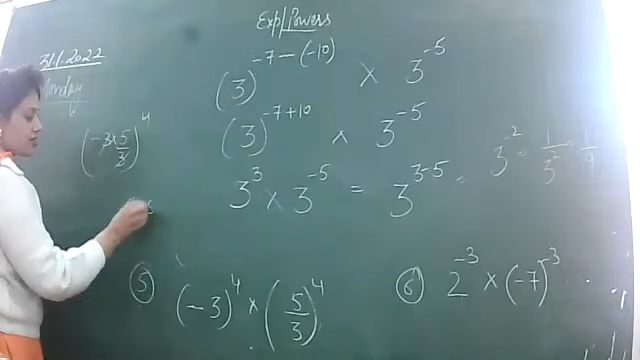 Exp/Powers
31.1.2022
Monday
(3)^{-7-(-10)} × 3^{-5}
(3)^{-7+10} × 3^{-5}
3^3 × 3^{-5} = 3^{3-5} = 3^{-2} = 1/3^2 = 1/9
(-3 × 5/3)^4
(5) (-3)^4 × (5/3)^4
(6) 2^{-3} × (-7)^{-3}